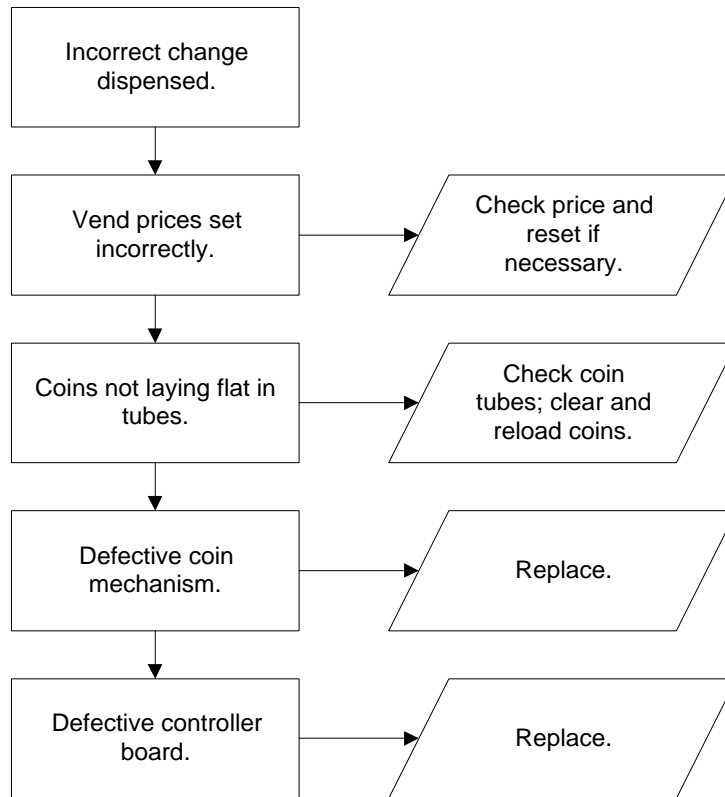 Incorrect change
dispensed.
Vend prices set
incorrectly.
Check price and
reset if
necessary.
Coins not laying flat in
tubes.
Check coin
tubes; clear and
reload coins.
Defective coin
mechanism.
Replace.
Defective controller
board.
Replace.